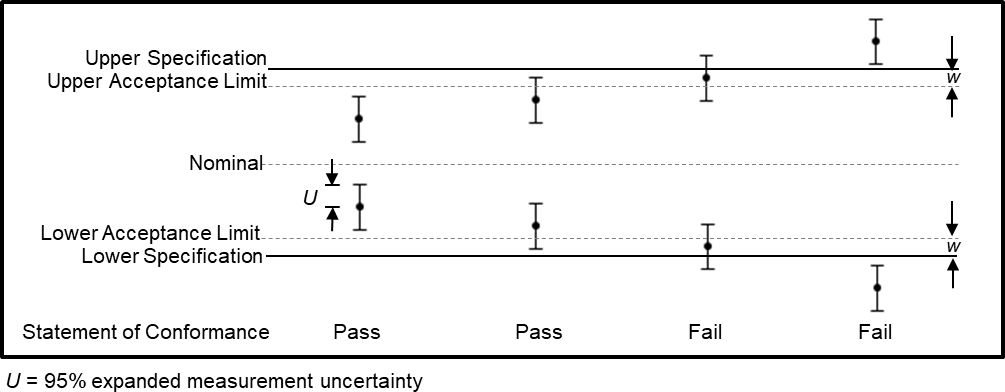 Upper Specification
Upper Acceptance Limit
w
Nominal
U
Lower Acceptance Limit
w
Lower Specification
Statement of Conformance Pass Pass Fail Fail
U = 95% expanded measurement uncertainty